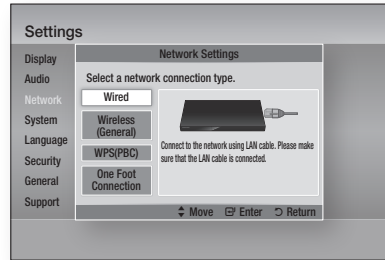 Settings
Display
Audio
Network
System
Language
Security
General
Support
Network Settings
Select a network connection type.
Wired
Wireless
(General)
WPS(PBC)
One Foot
Connection
Connect to the network using LAN cable. Please make
sure that the LAN cable is connected.
Move Enter Return